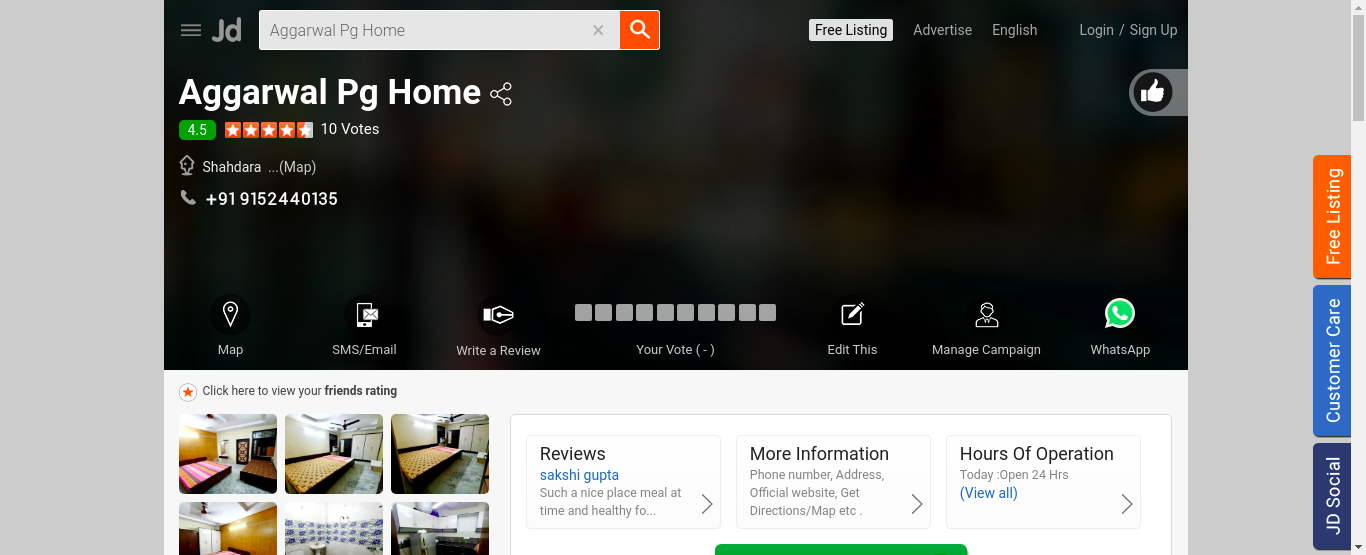 Jd
Aggarwal Pg Home ×
Free Listing
Advertise
English
Login / Sign Up
Aggarwal Pg Home
4.5
10 Votes
Shahdara ...(Map)
+91 9152440135
Map
SMS/Email
Write a Review
Your Vote ( - )
Edit This
Manage Campaign
WhatsApp
Click here to view your friends rating
Reviews
sakshi gupta
Such a nice place meal at
time and healthy fo...
More Information
Phone number, Address,
Official website, Get
Directions/Map etc .
Hours Of Operation
Today :Open 24 Hrs
(View all)
Free Listing
Customer Care
JD Social